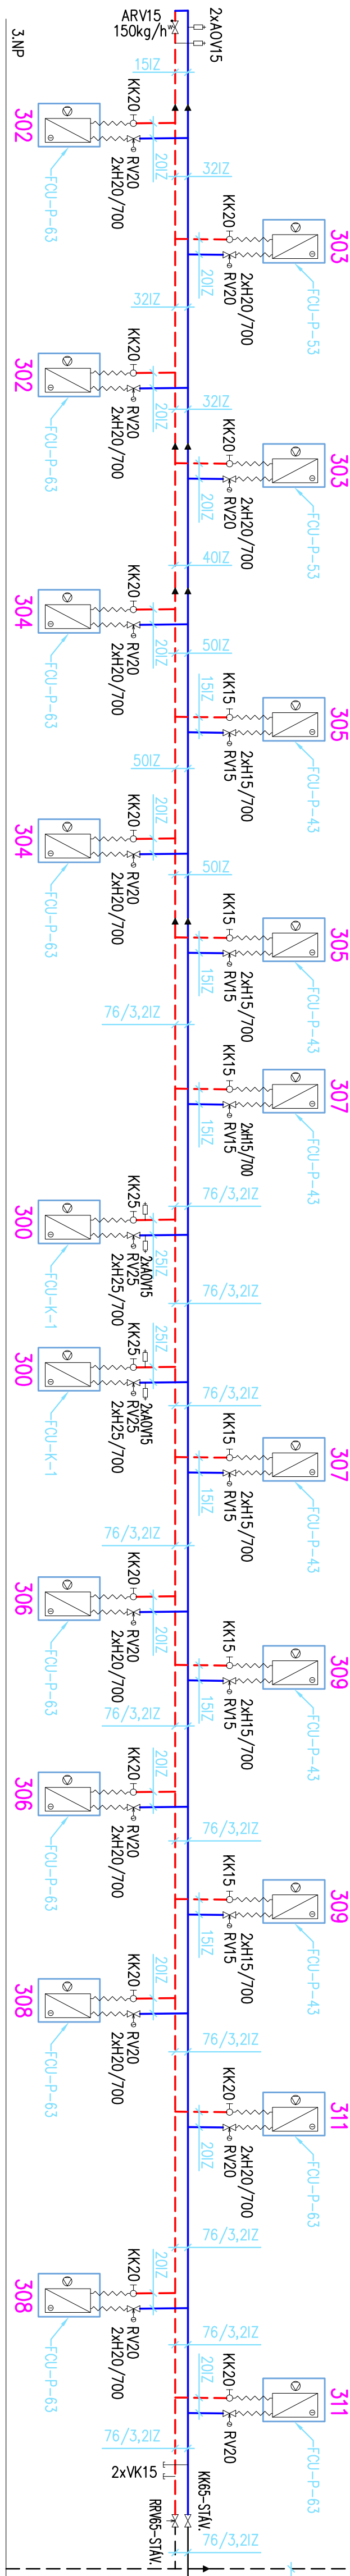 ARV15
150kg/h
2xAOV15
15IZ
3.NP
302
FCU-P-63
KK20
20IZ
RV20
2xH20/700
32IZ
303
FCU-P-53
KK20
20IZ
RV20
2xH20/700
32IZ
302
FCU-P-63
KK20
20IZ
RV20
2xH20/700
32IZ
303
FCU-P-53
KK20
20IZ
RV20
2xH20/700
40IZ
304
FCU-P-63
KK20
20IZ
RV20
2xH20/700
50IZ
305
FCU-P-43
KK15
15IZ
RV15
2xH15/700
50IZ
304
FCU-P-63
KK20
20IZ
RV20
2xH20/700
50IZ
305
FCU-P-43
KK15
15IZ
RV15
2xH15/700
76/3,2IZ
307
FCU-P-43
KK15
15IZ
RV15
2xH15/700
76/3,2IZ
300
FCU-K-1
KK25
25IZ
2xAOV15
RV25
2xH25/700
76/3,2IZ
300
FCU-K-1
KK25
25IZ
2xAOV15
RV25
2xH25/700
76/3,2IZ
307
FCU-P-43
KK15
15IZ
RV15
2xH15/700
76/3,2IZ
306
FCU-P-63
KK20
20IZ
RV20
2xH20/700
309
FCU-P-43
KK15
15IZ
RV15
2xH15/700
76/3,2IZ
306
FCU-P-63
KK20
20IZ
RV20
2xH20/700
76/3,2IZ
309
FCU-P-43
KK15
15IZ
RV15
2xH15/700
308
FCU-P-63
KK20
20IZ
RV20
2xH20/700
76/3,2IZ
311
FCU-P-63
KK20
20IZ
RV20
2xH20/700
76/3,2IZ
308
FCU-P-63
KK20
20IZ
RV20
2xH20/700
76/3,2IZ
311
FCU-P-63
KK20
20IZ
RV20
76/3,2IZ
2xVK15
KK65-STÁV.
RRV65-STÁV.
76/3,2IZ